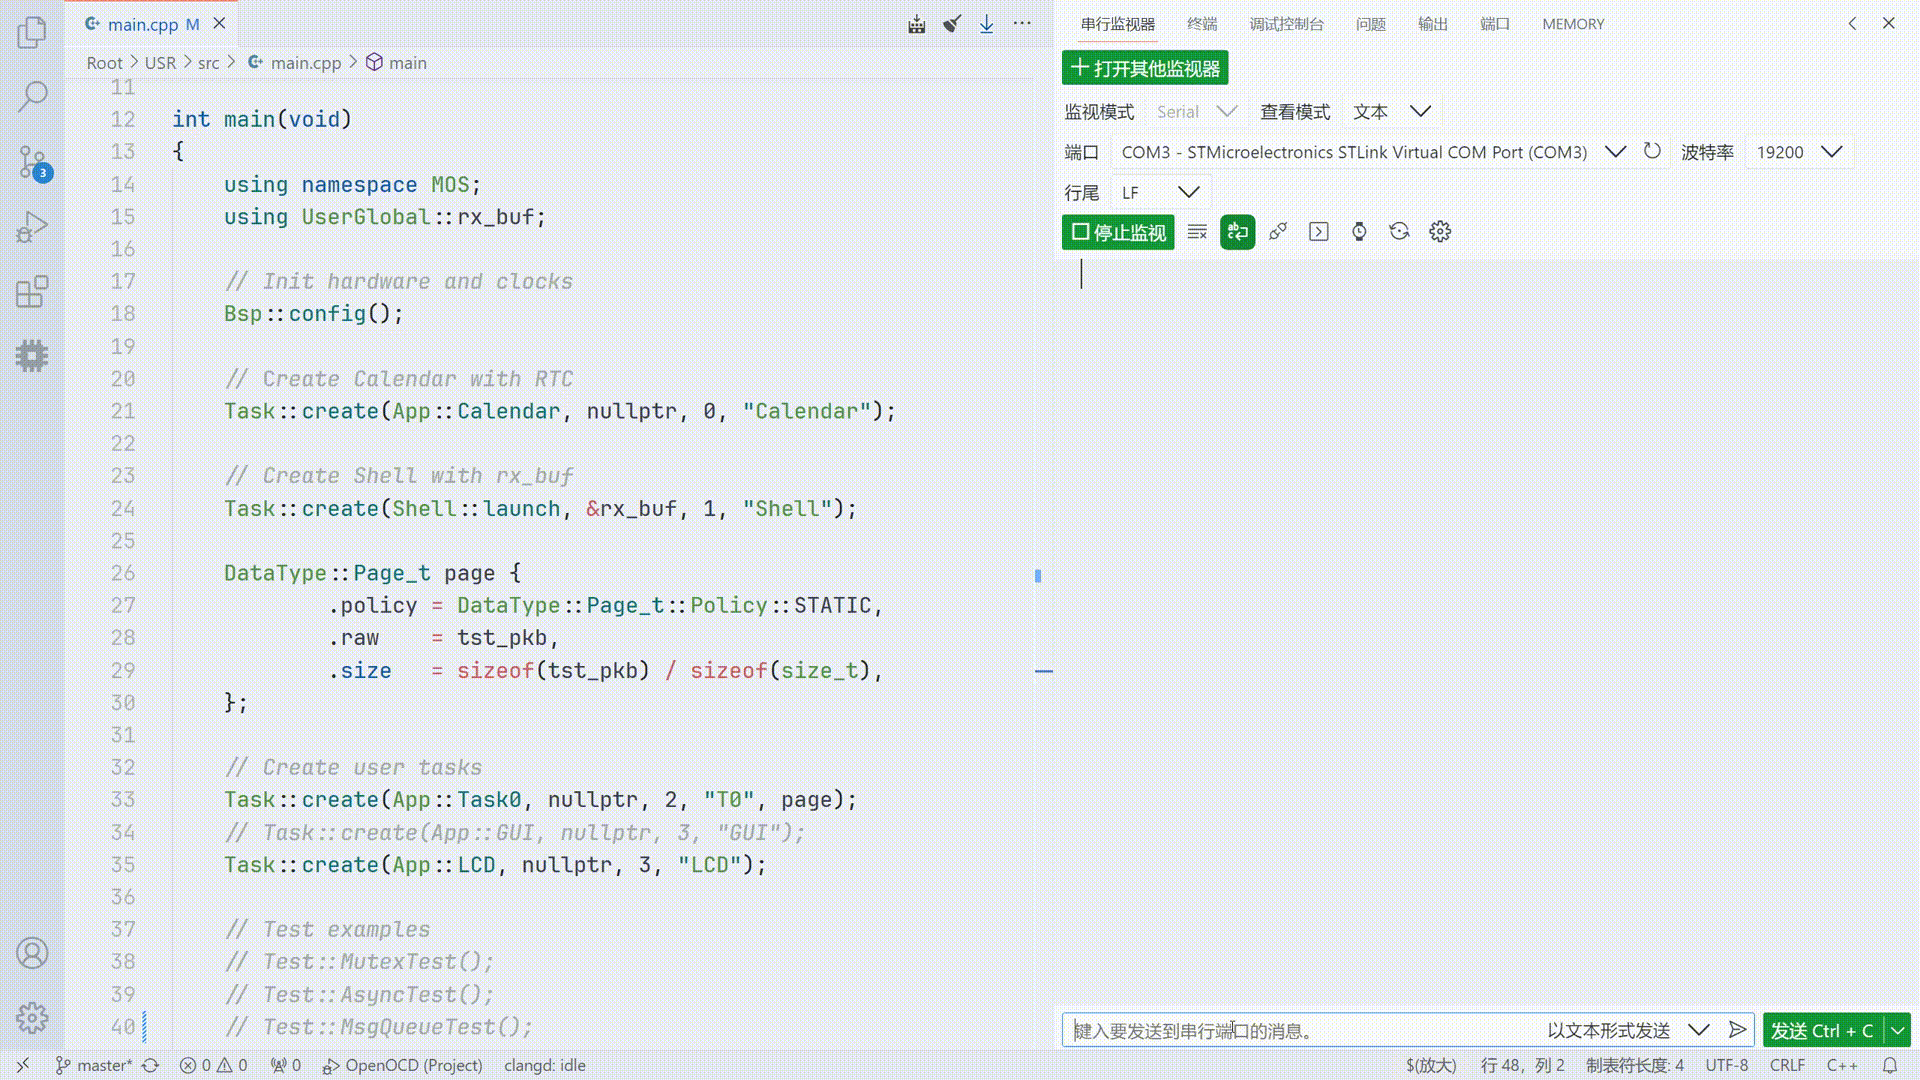 main.cpp M
Root > USR > src > main.cpp > main
11
12 int main(void)
13 {
14 using namespace MOS;
15 using UserGlobal::rx_buf;
16
17 // Init hardware and clocks
18 Bsp::config();
19
20 // Create Calendar with RTC
21 Task::create(App::Calendar, nullptr, 0, "Calendar");
22
23 // Create Shell with rx_buf
24 Task::create(Shell::launch, &rx_buf, 1, "Shell");
25
26 DataType::Page_t page {
27 .policy = DataType::Page_t::Policy::STATIC,
28 .raw = tst_pkb,
29 .size = sizeof(tst_pkb) / sizeof(size_t),
30 };
31
32 // Create user tasks
33 Task::create(App::Task0, nullptr, 2, "T0", page);
34 // Task::create(App::GUI, nullptr, 3, "GUI");
35 Task::create(App::LCD, nullptr, 3, "LCD");
36
37 // Test examples
38 // Test::MutexTest();
39 // Test::AsyncTest();
40 // Test::MsgQueueTest();
串行监视器 终端 调试控制台 问题 输出 端口 MEMORY
打开其他监视器
监视模式 Serial 查看模式 文本
端口 COM3 - STMicroelectronics STLink Virtual COM Port (COM3) 波特率 19200
行尾 LF
停止监视
键入要发送到串行端口的消息。 以文本形式发送 发送 Ctrl + C
3
master* 0 0 0 OpenOCD (Project) clangd: idle
$(放大) 行 48，列 2 制表符长度: 4 UTF-8 CRLF C++